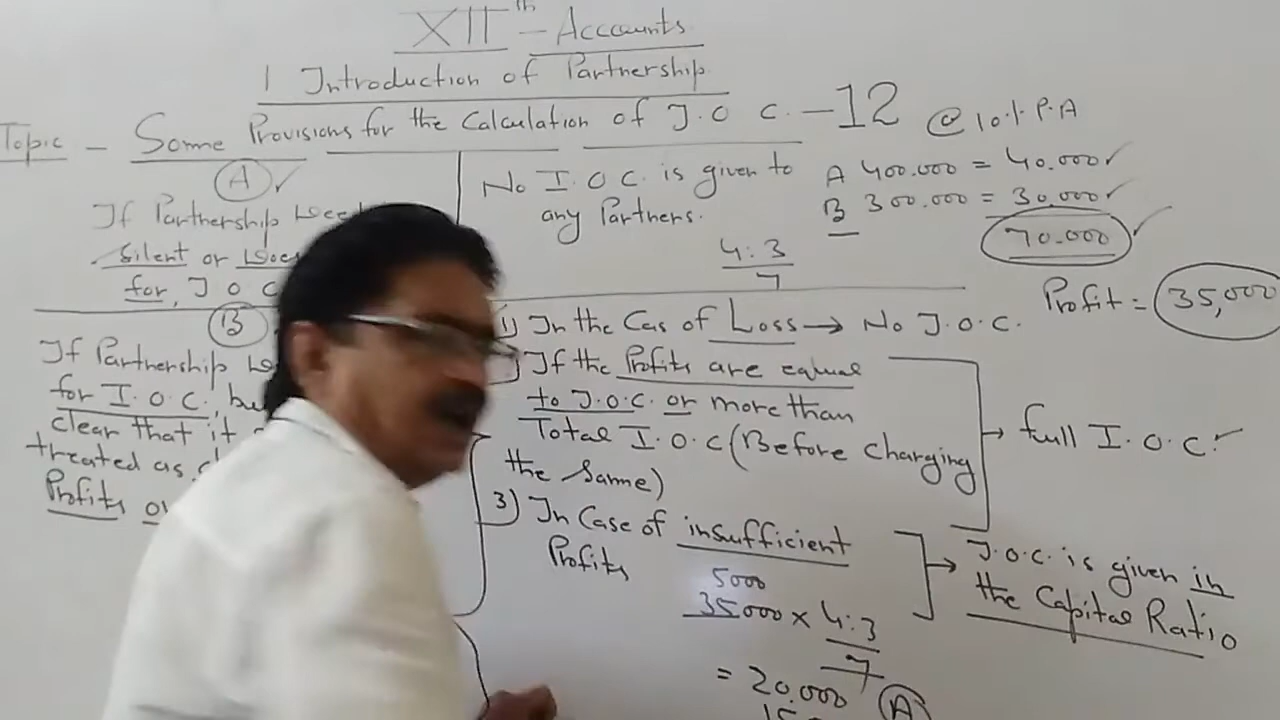 XII th - Accounts
1 Introduction of Partnership
Topic - Some Provisions for the Calculation of I.O.C. - 12
@ 10% P.A
A
If Partnership
Silent or
for, I O C
No I.O.C. is given to
any Partners.
4:3
7
A 400.000 = 40.000
B 300.000 = 30,000
70.000
Profit = 35,000
B
If Partnership
for I.O.C,
clear that it
treated as
Profits
1) In the Cas of Loss → No I.O.C.
If the Profits are equal
to I.O.C. or more than
Total I.O.C (Before charging
the Same)
full I.O.C.
3) In Case of insufficient
Profits
I.O.C. is given in
the Capital Ratio
5000
35000 × 4:3
7
= 20.000 A